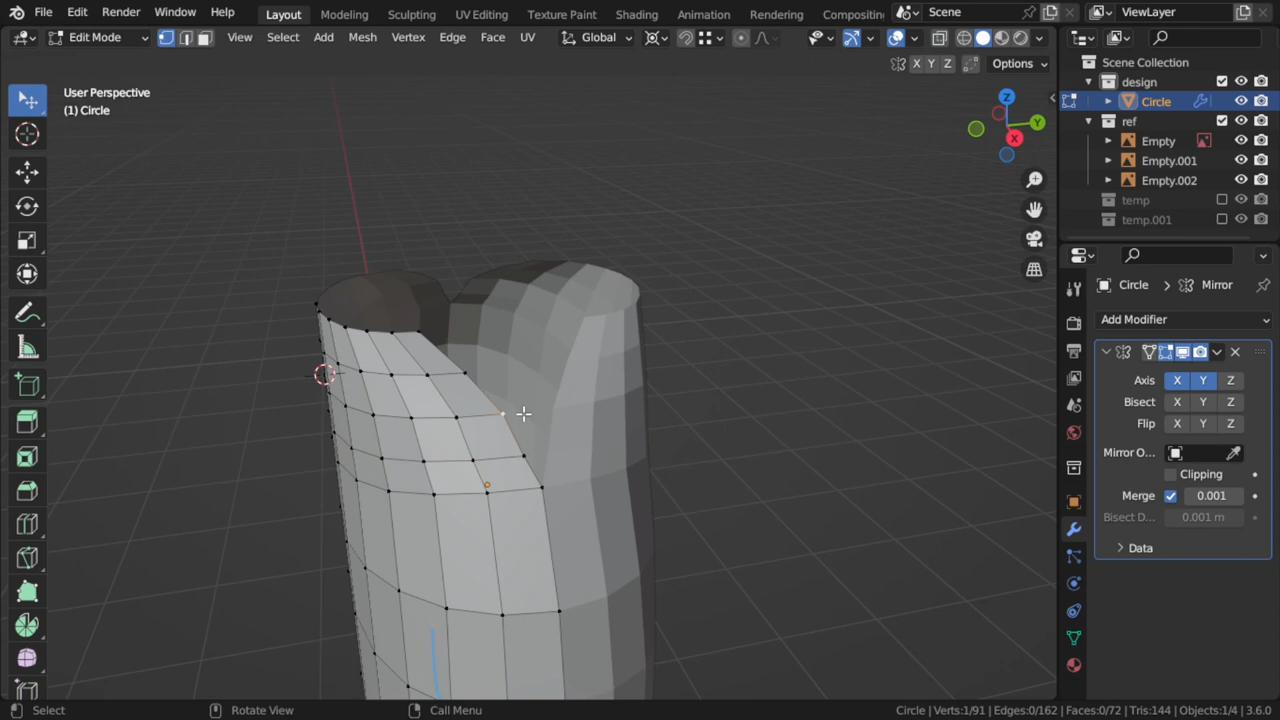 File Edit Render Window Help Layout Modeling Sculpting UV Editing Texture Paint Shading Animation Rendering Compositing Scene ViewLayer
Edit Mode View Select Add Mesh Vertex Edge Face UV Global
X Y Z Options
User Perspective
(1) Circle
Z
Y
X
Scene Collection
design
Circle
ref
Empty
Empty.001
Empty.002
temp
temp.001
Circle > Mirror
Add Modifier
Axis X Y Z
Bisect X Y Z
Flip X Y Z
Mirror O...
Clipping
Merge 0.001
Bisect D... 0.001 m
Data
Select Rotate View Call Menu Circle | Verts:1/91 | Edges:0/162 | Faces:0/72 | Tris:144 | Objects:1/4 | 3.6.0